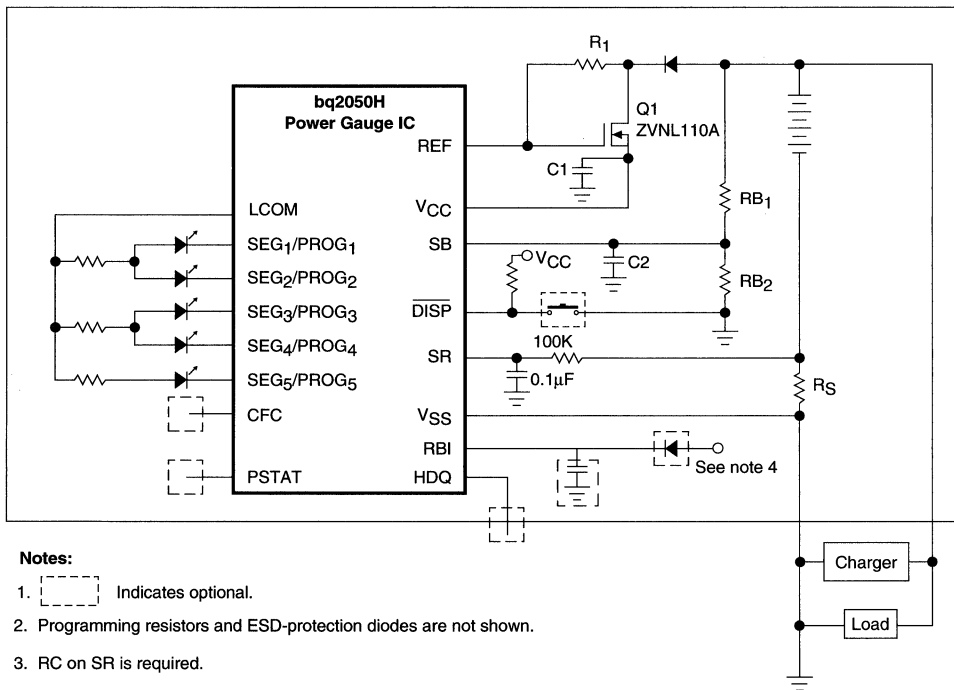 R1
bq2050H
Power Gauge IC
Q1
ZVNL110A
REF
C1
LCOM
VCC
RB1
SEG1/PROG1
SB
VCC
C2
SEG2/PROG2
RB2
SEG3/PROG3
DISP
100K
SEG4/PROG4
SR
0.1μF
RS
SEG5/PROG5
CFC
VSS
RBI
See note 4
PSTAT
HDQ
Notes:
1. Indicates optional.
2. Programming resistors and ESD-protection diodes are not shown.
3. RC on SR is required.
Charger
Load